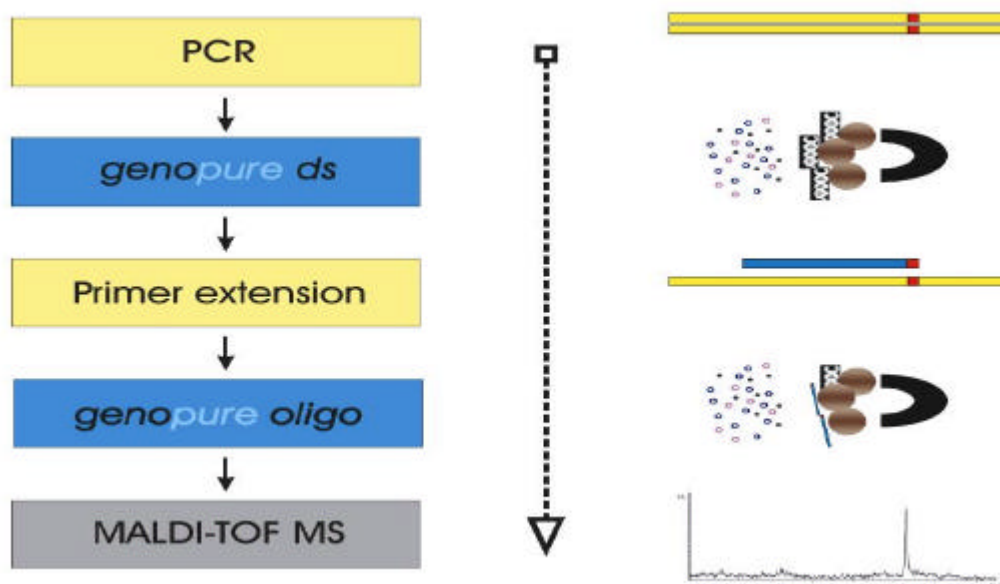 PCR
genopure ds
Primer extension
genopure oligo
MALDI-TOF MS